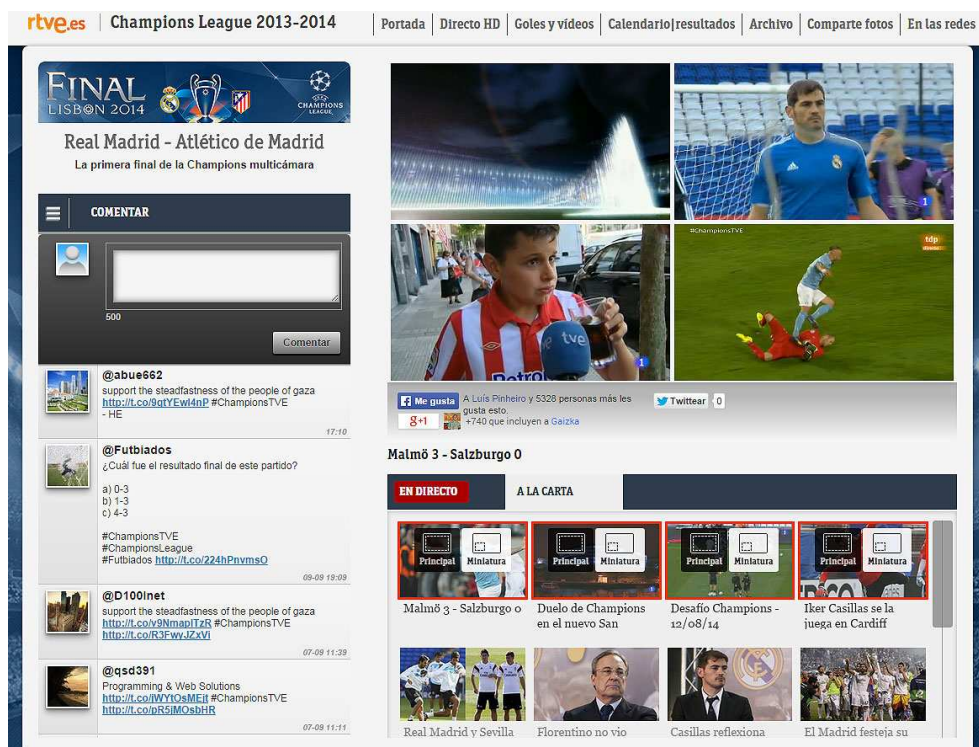 rtve.es
Champions League 2013-2014
Portada
Directo HD
Goles y vídeos
Calendario|resultados
Archivo
Comparte fotos
En las redes
FINAL
LISBON 2014
CHAMPIONS
LEAGUE
Real Madrid - Atlético de Madrid
La primera final de la Champions multicámara
COMENTAR
500
Comentar
@abue662
support the steadfastness of the people of gaza
http://t.co/9qtYEwl4nP #ChampionsTVE
- HE
17:10
@Futbiados
¿Cuál fue el resultado final de este partido?
a) 0-3
b) 1-3
c) 4-3
#ChampionsTVE
#ChampionsLeague
#Futbiados http://t.co/224hPnvmsO
09-09 19:09
@D100Inet
support the steadfastness of the people of gaza
http://t.co/v9NmaplTzR #ChampionsTVE
http://t.co/R3FwyJZxVi
07-09 11:39
@qsd391
Programming & Web Solutions
http://t.co/jWYtOsMEjt #ChampionsTVE
http://t.co/pR5jMOsbHR
07-09 11:11
1
tve
1
#ChampionsTVE
tdp
Me gusta
A Luís Pinheiro y 5328 personas más les
gusta esto.
Twittear
0
g+1
+740 que incluyen a Gaizka
Malmö 3 - Salzburgo 0
EN DIRECTO
A LA CARTA
Principal
Miniatura
Principal
Miniatura
Principal
Miniatura
Principal
Miniatura
Malmö 3 - Salzburgo 0
Duelo de Champions
en el nuevo San
Desafío Champions -
12/08/14
Iker Casillas se la
juega en Cardiff
Real Madrid y Sevilla
Florentino no vio
Casillas reflexiona
El Madrid festeja su